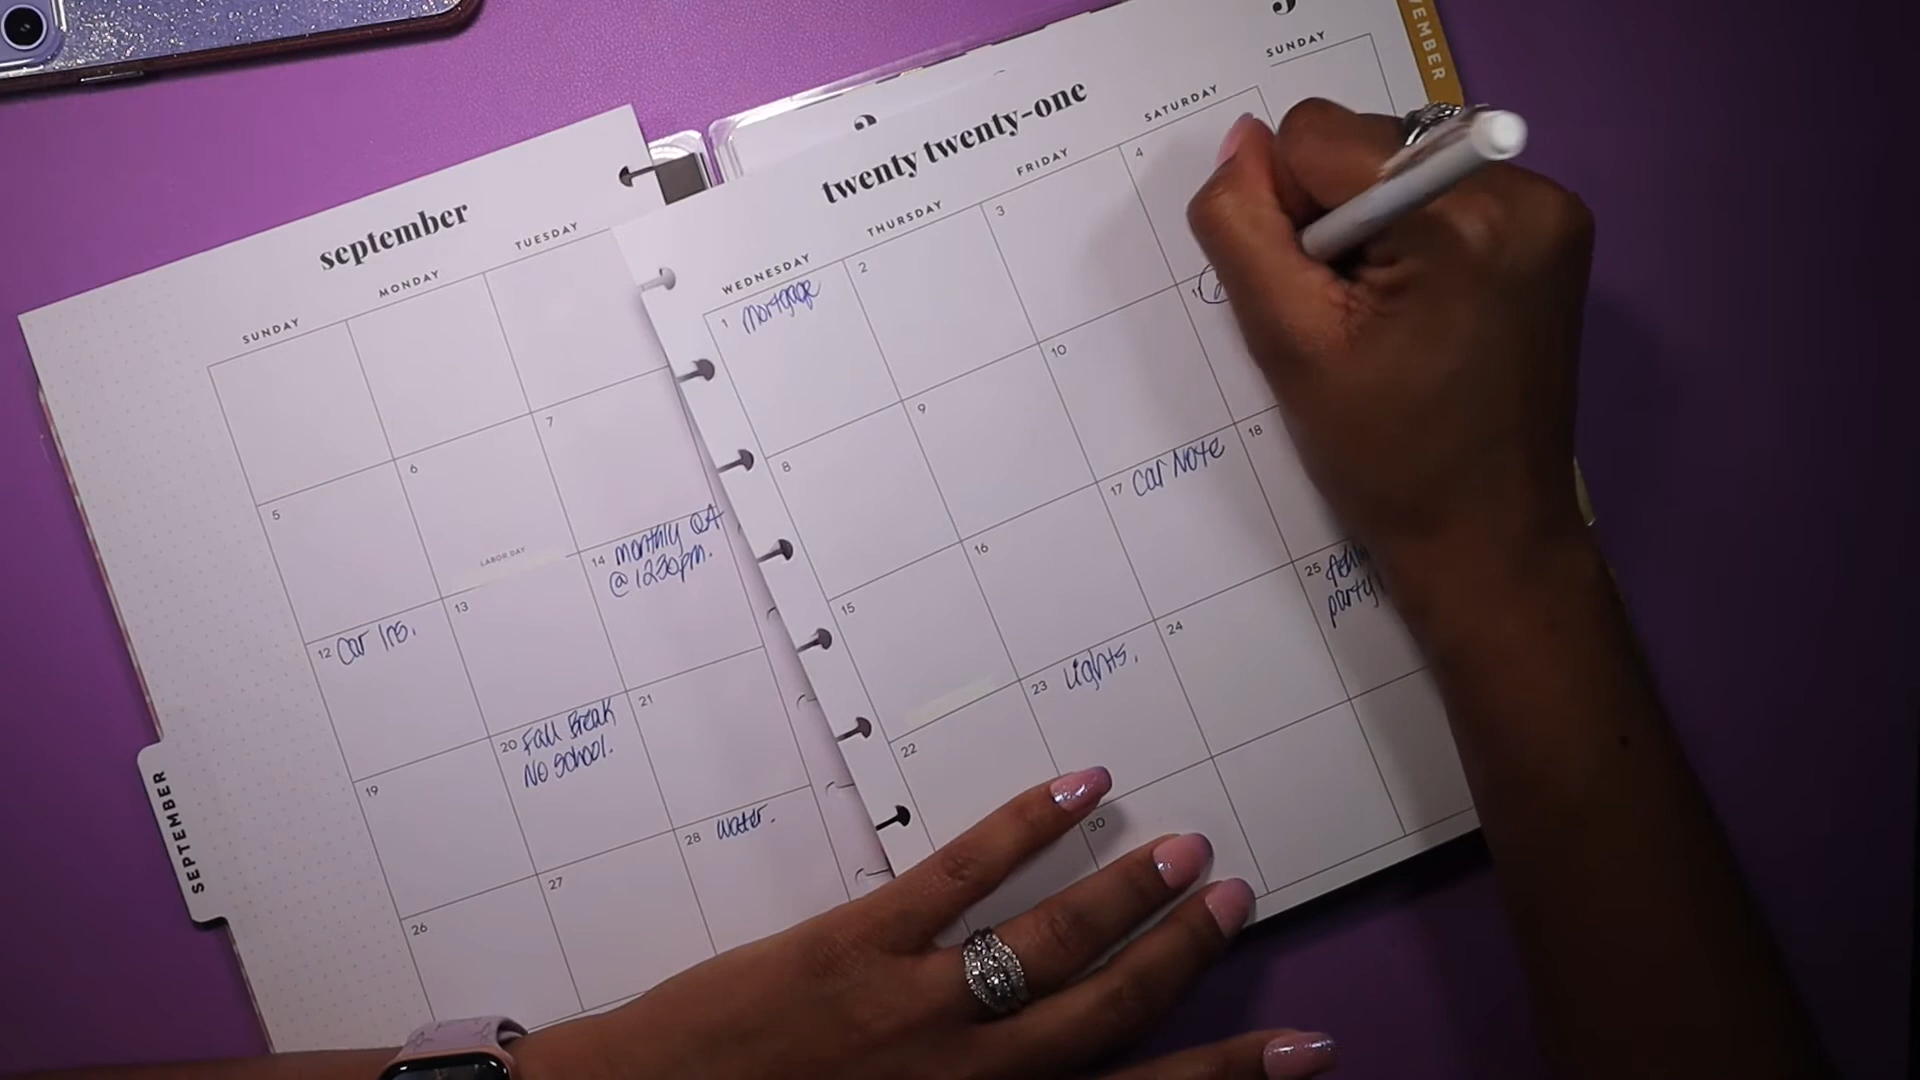 september
twenty twenty-one
SUNDAY
MONDAY
TUESDAY
WEDNESDAY
THURSDAY
FRIDAY
SATURDAY
SUNDAY
1 Mortgage
2
3
4
5
6
LABOR DAY
7
8
9
10
12 Car Ins.
13
14 Monthly QA
@ 1230pm.
15
16
17 Car Note
18
19
20 Fall Break
No School.
21
22
23 Lights.
24
25
party
26
27
28 Water.
30
SEPTEMBER
VEMBER